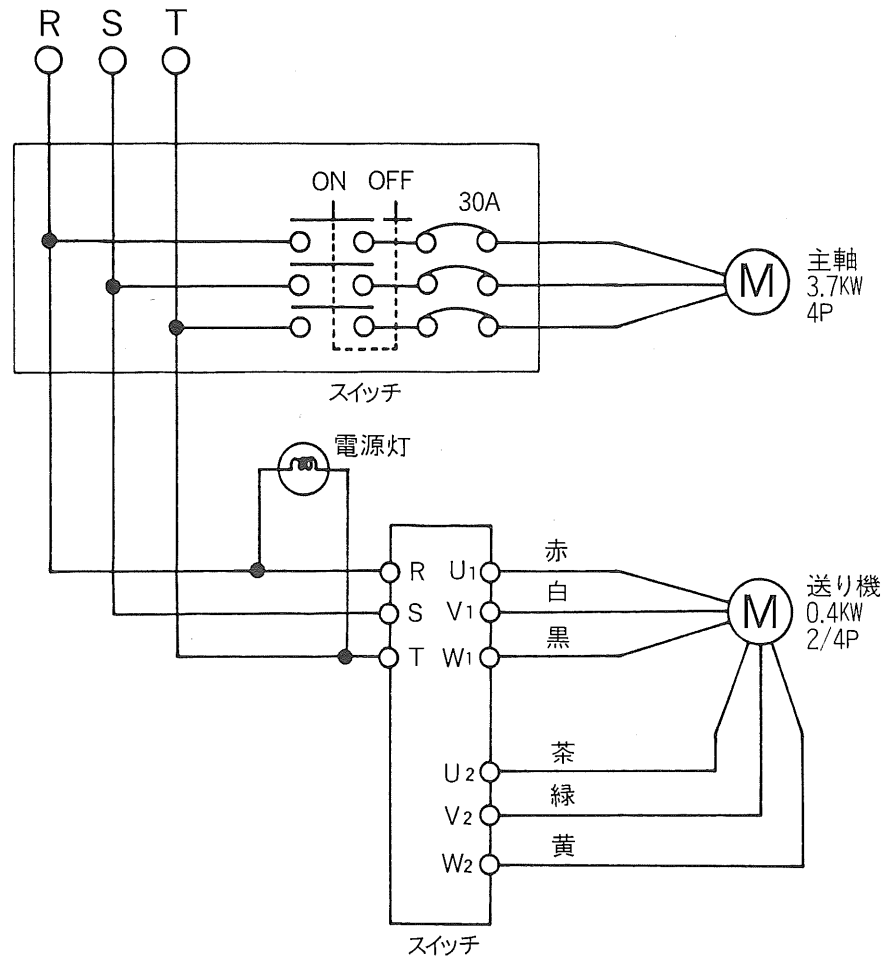 R S T
ON OFF
30A
M
主軸
3.7KW
4P
スイッチ
電源灯
R U1
S V1
T W1
赤
白
黒
M
送り機
0.4KW
2/4P
U2
V2
W2
茶
緑
黄
スイッチ